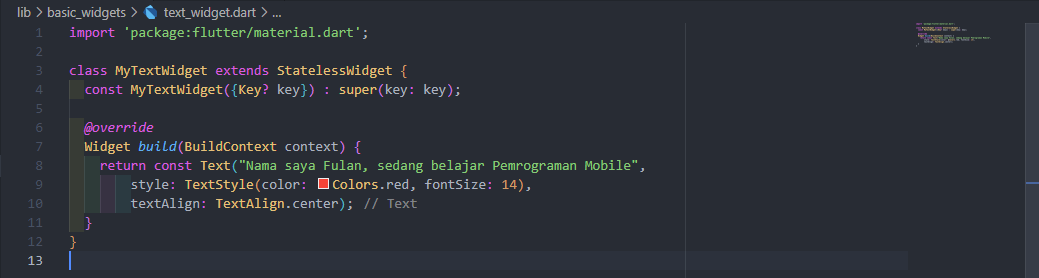 lib > basic_widgets > text_widget.dart > ...
1 import 'package:flutter/material.dart';
2
3 class MyTextWidget extends StatelessWidget {
4 const MyTextWidget({Key? key}) : super(key: key);
5
6 @override
7 Widget build(BuildContext context) {
8 return const Text("Nama saya Fulan, sedang belajar Pemrograman Mobile",
9 style: TextStyle(color: Colors.red, fontSize: 14),
10 textAlign: TextAlign.center); // Text
11 }
12 }
13